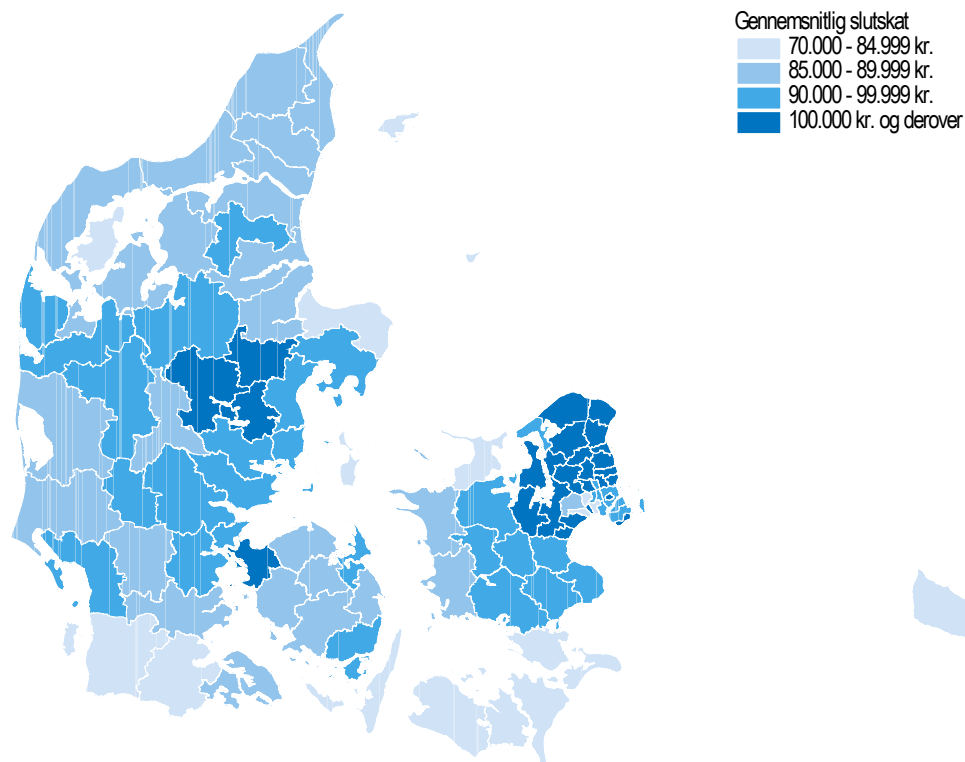 Gennemsnitlig slutskat
70.000 - 84.999 kr.
85.000 - 89.999 kr.
90.000 - 99.999 kr.
100.000 kr. og derover